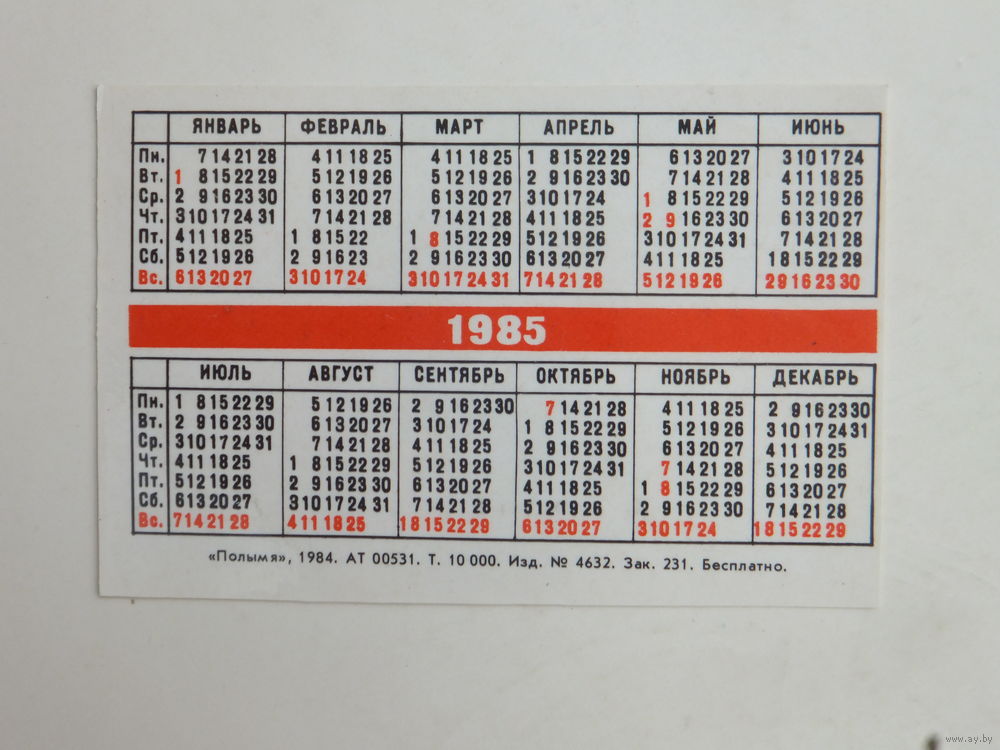 ЯНВАРЬ ФЕВРАЛЬ МАРТ АПРЕЛЬ МАЙ ИЮНЬ
Пн. 7 14 21 28 4 11 18 25 4 11 18 25 1 8 15 22 29 6 13 20 27 3 10 17 24
Вт. 1 8 15 22 29 5 12 19 26 5 12 19 26 2 9 16 23 30 7 14 21 28 4 11 18 25
Ср. 2 9 16 23 30 6 13 20 27 6 13 20 27 3 10 17 24 1 8 15 22 29 5 12 19 26
Чт. 3 10 17 24 31 7 14 21 28 7 14 21 28 4 11 18 25 2 9 16 23 30 6 13 20 27
Пт. 4 11 18 25 1 8 15 22 1 8 15 22 29 5 12 19 26 3 10 17 24 31 7 14 21 28
Сб. 5 12 19 26 2 9 16 23 2 9 16 23 30 6 13 20 27 4 11 18 25 1 8 15 22 29
Вс. 6 13 20 27 3 10 17 24 3 10 17 24 31 7 14 21 28 5 12 19 26 2 9 16 23 30
1985
ИЮЛЬ АВГУСТ СЕНТЯБРЬ ОКТЯБРЬ НОЯБРЬ ДЕКАБРЬ
Пн. 1 8 15 22 29 5 12 19 26 2 9 16 23 30 7 14 21 28 4 11 18 25 2 9 16 23 30
Вт. 2 9 16 23 30 6 13 20 27 3 10 17 24 1 8 15 22 29 5 12 19 26 3 10 17 24 31
Ср. 3 10 17 24 31 7 14 21 28 4 11 18 25 2 9 16 23 30 6 13 20 27 4 11 18 25
Чт. 4 11 18 25 1 8 15 22 29 5 12 19 26 3 10 17 24 31 7 14 21 28 5 12 19 26
Пт. 5 12 19 26 2 9 16 23 30 6 13 20 27 4 11 18 25 1 8 15 22 29 6 13 20 27
Сб. 6 13 20 27 3 10 17 24 31 7 14 21 28 5 12 19 26 2 9 16 23 30 7 14 21 28
Вс. 7 14 21 28 4 11 18 25 1 8 15 22 29 6 13 20 27 3 10 17 24 1 8 15 22 29
«Полымя», 1984. АТ 00531. Т. 10 000. Изд. № 4632. Зак. 231. Бесплатно.
www.ay.by